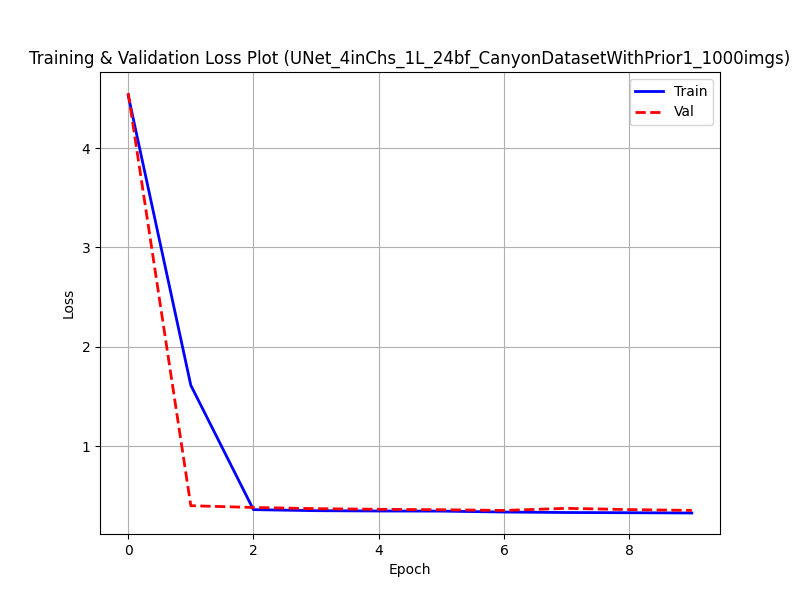 Training & Validation Loss Plot (UNet_4inChs_1L_24bf_CanyonDatasetWithPrior1_1000imgs)
Train
Val
4
3
2
1
Loss
0 2 4 6 8
Epoch